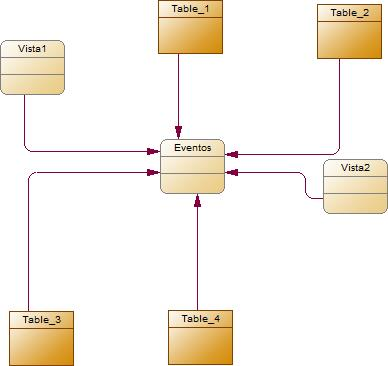 Table_1
Table_2
Vista1
Eventos
Vista2
Table_3
Table_4